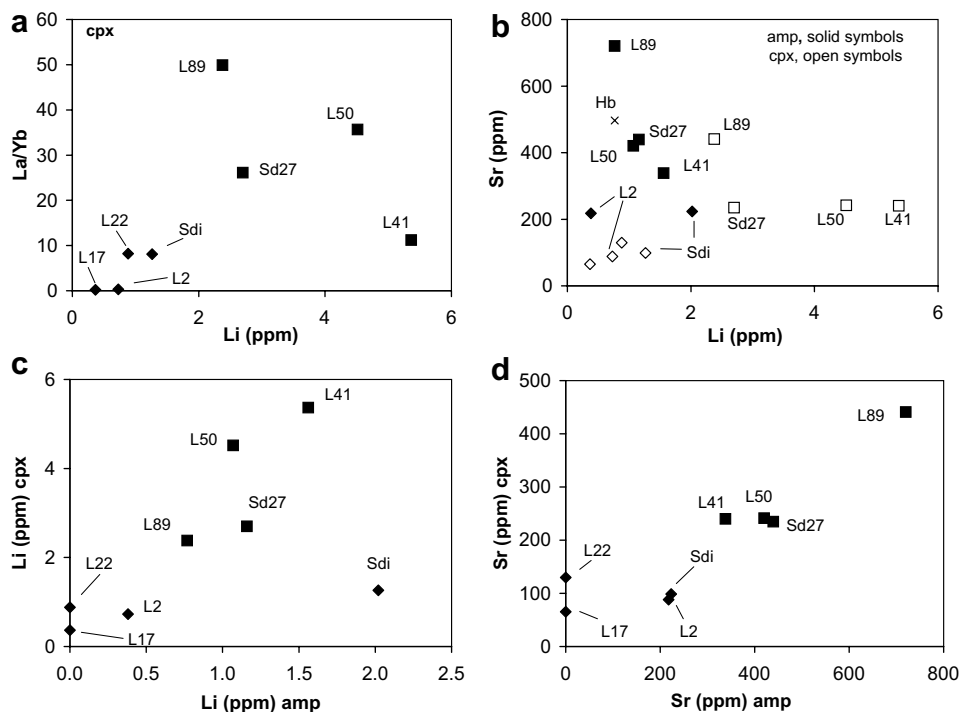 a
cpx
La/Yb
60
50
40
30
20
10
0
L89
L50
Sd27
L41
L22
Sdi
L17
L2
0 2 4 6
Li (ppm)
b
amp, solid symbols
cpx, open symbols
Sr (ppm)
800
600
400
200
0
L89
Hb
Sd27
L89
L50
L41
L2
Sd27
L50
L41
Sdi
0 2 4 6
Li (ppm)
c
Li (ppm) cpx
6
4
2
0
L41
L50
Sd27
L89
Sdi
L22
L2
L17
0.0 0.5 1.0 1.5 2.0 2.5
Li (ppm) amp
d
Sr (ppm) cpx
500
400
300
200
100
0
L89
L41
L50
Sd27
Sdi
L22
L17
L2
0 200 400 600 800
Sr (ppm) amp